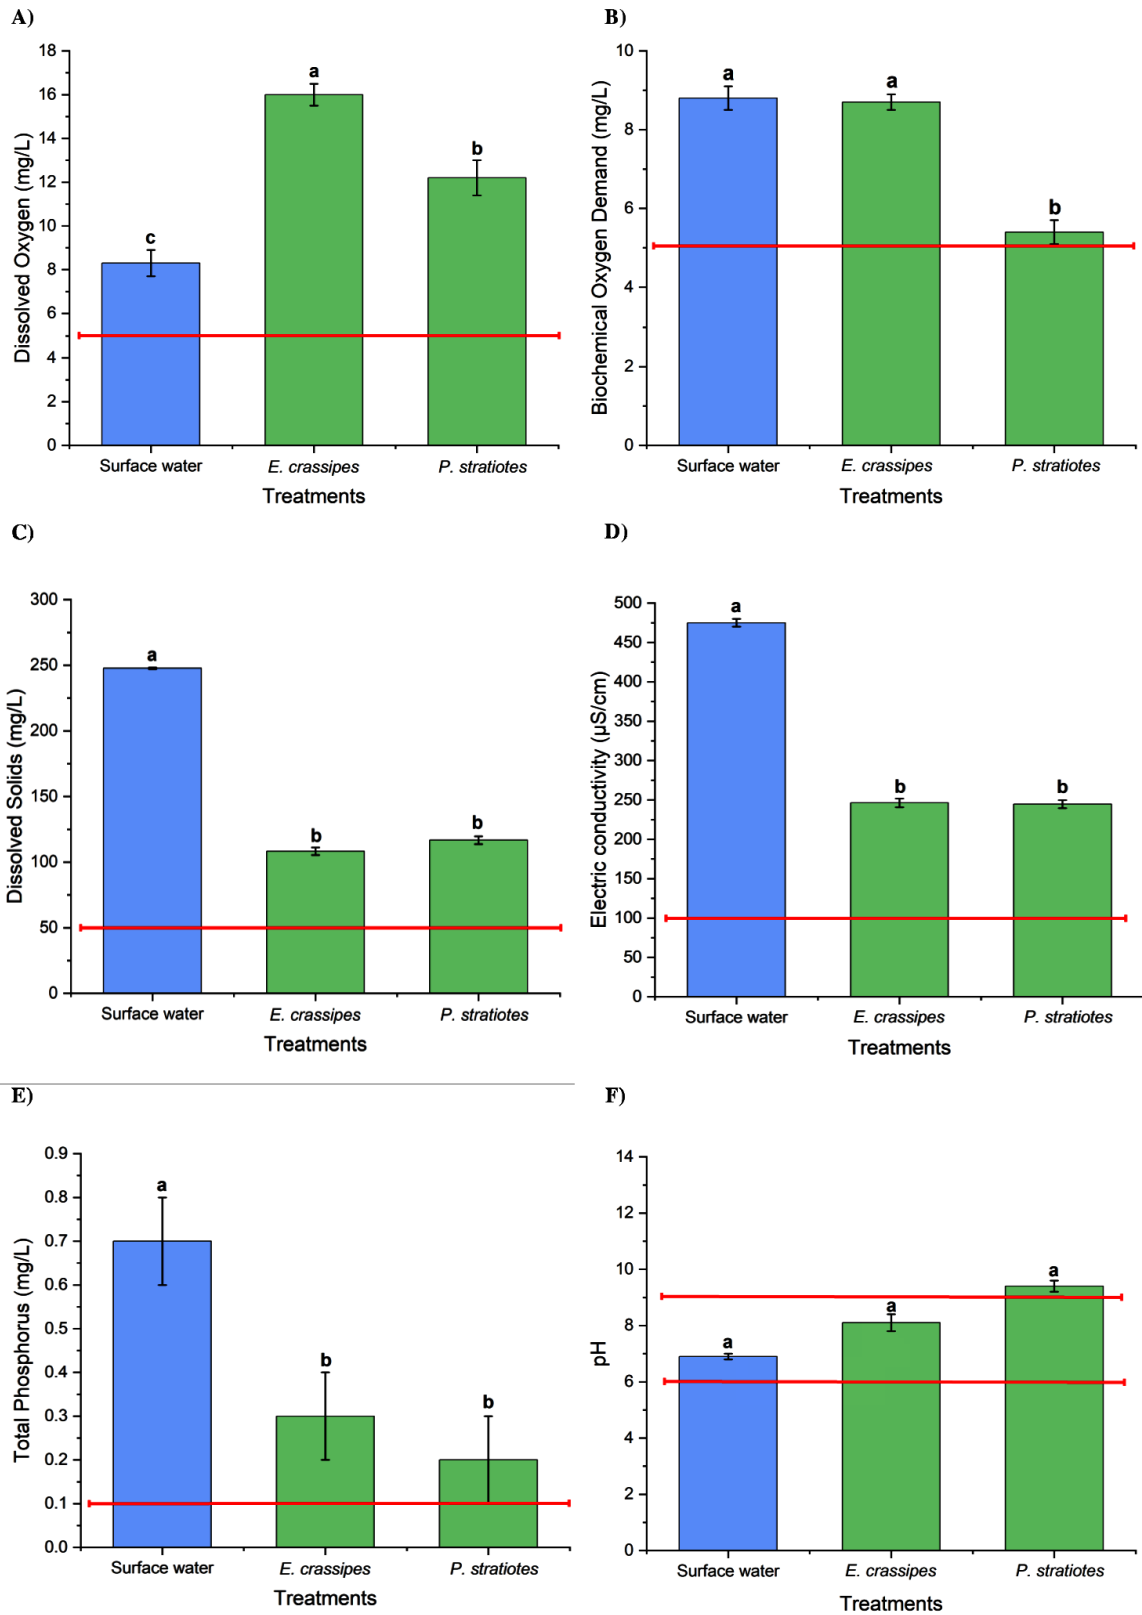 A)
Dissolved Oxygen (mg/L)
18
16
14
12
10
8
6
4
2
0
c
a
b
Surface water E. crassipes P. stratiotes
Treatments
B)
Biochemical Oxygen Demand (mg/L)
10
8
6
4
2
0
a
a
b
Surface water E. crassipes P. stratiotes
Treatments
C)
Dissolved Solids (mg/L)
300
250
200
150
100
50
0
a
b
b
Surface water E. crassipes P. stratiotes
Treatments
D)
Electric conductivity (µS/cm)
500
450
400
350
300
250
200
150
100
50
0
a
b
b
Surface water E. crassipes P. stratiotes
Treatments
E)
Total Phosphorus (mg/L)
0.9
0.8
0.7
0.6
0.5
0.4
0.3
0.2
0.1
0.0
a
b
b
Surface water E. crassipes P. stratiotes
Treatments
F)
pH
14
12
10
8
6
4
2
0
a
a
a
Surface water E. crassipes P. stratiotes
Treatments